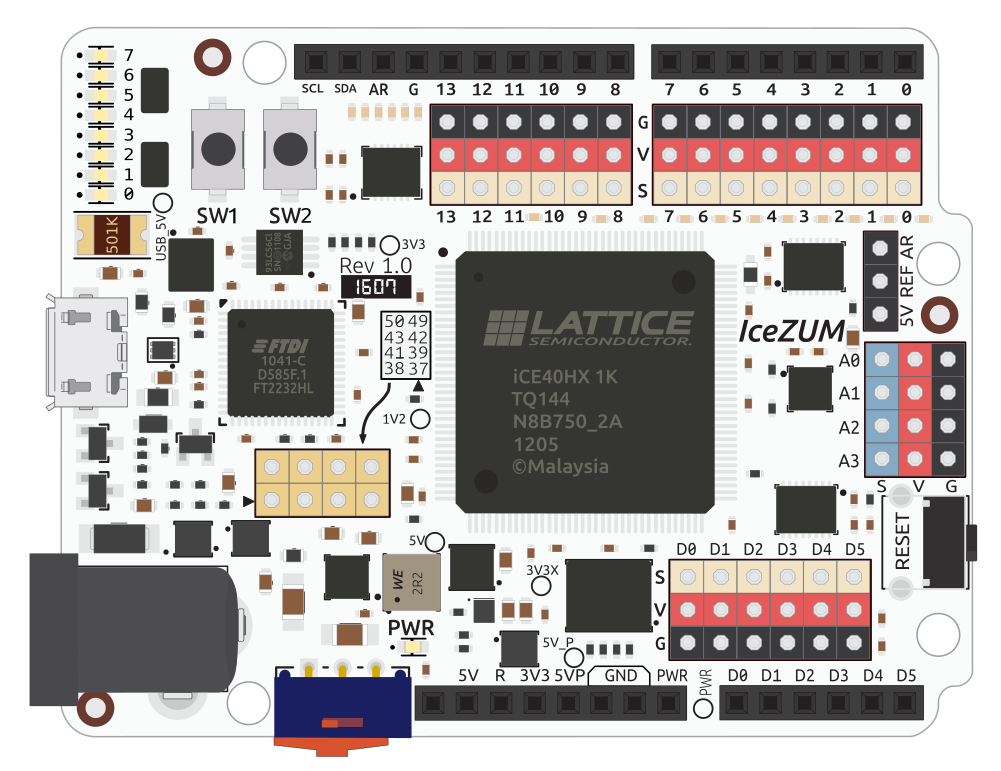 7
6
5
4
3
2
1
0
SCL SDA AR G 13 12 11 10 9 8
7 6 5 4 3 2 1 0
G
V
S
13 12 11 10 9 8
7 6 5 4 3 2 1 0
SW1 SW2
501K
USB_5V
93LC56CI
SN 1108
GJA
3V3
Rev 1.0
1607
50 49
43 42
41 39
38 37
1V2
FTDI
1041-C
D585F.1
FT2232HL
LATTICE
SEMICONDUCTOR.
iCE40HX 1K
TQ144
N8B750_2A
1205
©Malaysia
IceZUM
5V REF AR
A0
A1
A2
A3
S V G
RESET
5V
WE
2R2
PWR
3V3X
5V_P
D0 D1 D2 D3 D4 D5
S
V
G
5V R 3V3 5VP GND PWR
PWR
D0 D1 D2 D3 D4 D5